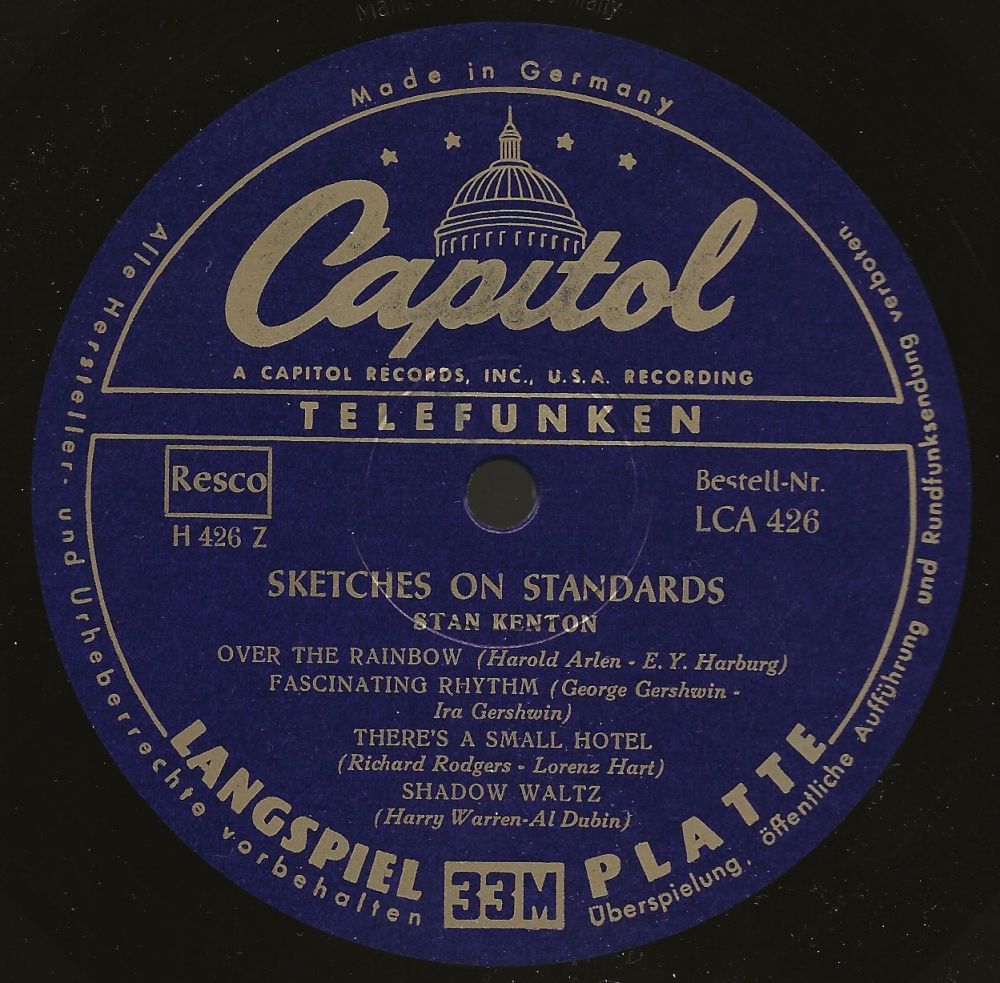 Made in Germany
Capitol
A CAPITOL RECORDS, INC., U.S.A. RECORDING
TELEFUNKEN
Resco
H 426 Z
Bestell-Nr.
LCA 426
SKETCHES ON STANDARDS
STAN KENTON
OVER THE RAINBOW (Harold Arlen - E. Y. Harburg)
FASCINATING RHYTHM (George Gershwin -
Ira Gershwin)
THERE'S A SMALL HOTEL
(Richard Rodgers - Lorenz Hart)
SHADOW WALTZ
(Harry Warren-Al Dubin)
LANGSPIEL 33M PLATTE
Alle Hersteller- und Urheberrechte vorbehalten
Überspielung, öffentliche Aufführung und Rundfunksendung verboten.